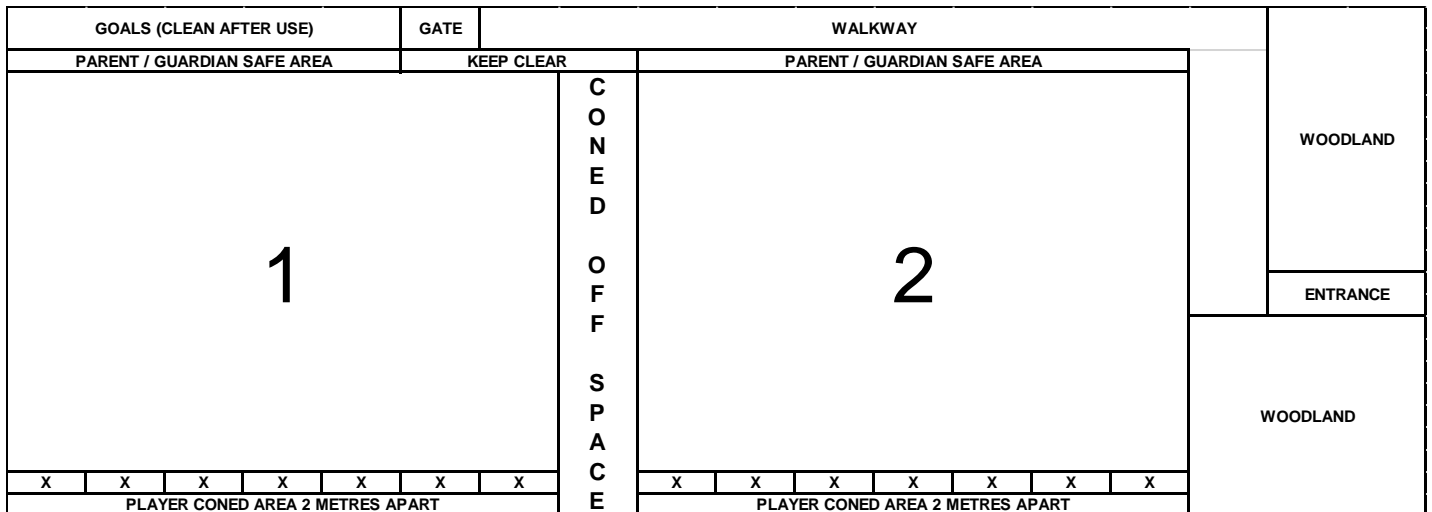 GOALS (CLEAN AFTER USE) GATE WALKWAY
PARENT / GUARDIAN SAFE AREA KEEP CLEAR PARENT / GUARDIAN SAFE AREA
C
O
N
E
D
WOODLAND
O
F
F
1
2
ENTRANCE
S
P
A
C
E
WOODLAND
X X X X X X X X X X X X X X
PLAYER CONED AREA 2 METRES APART PLAYER CONED AREA 2 METRES APART